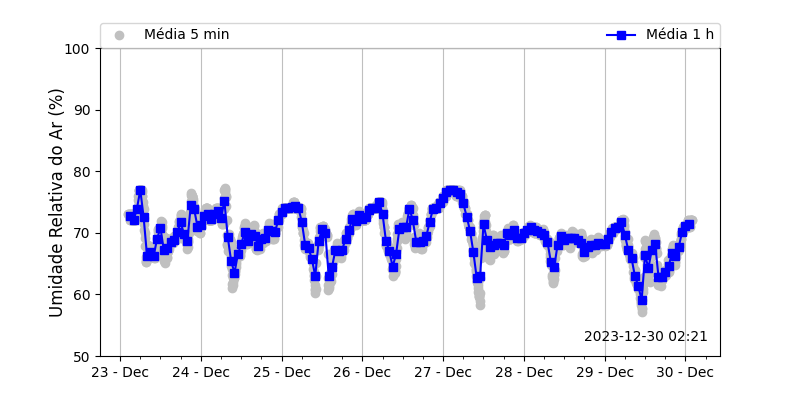 Média 5 min
Média 1 h
Umidade Relativa do Ar (%)
100
90
80
70
60
50
2023-12-30 02:21
23 - Dec
24 - Dec
25 - Dec
26 - Dec
27 - Dec
28 - Dec
29 - Dec
30 - Dec